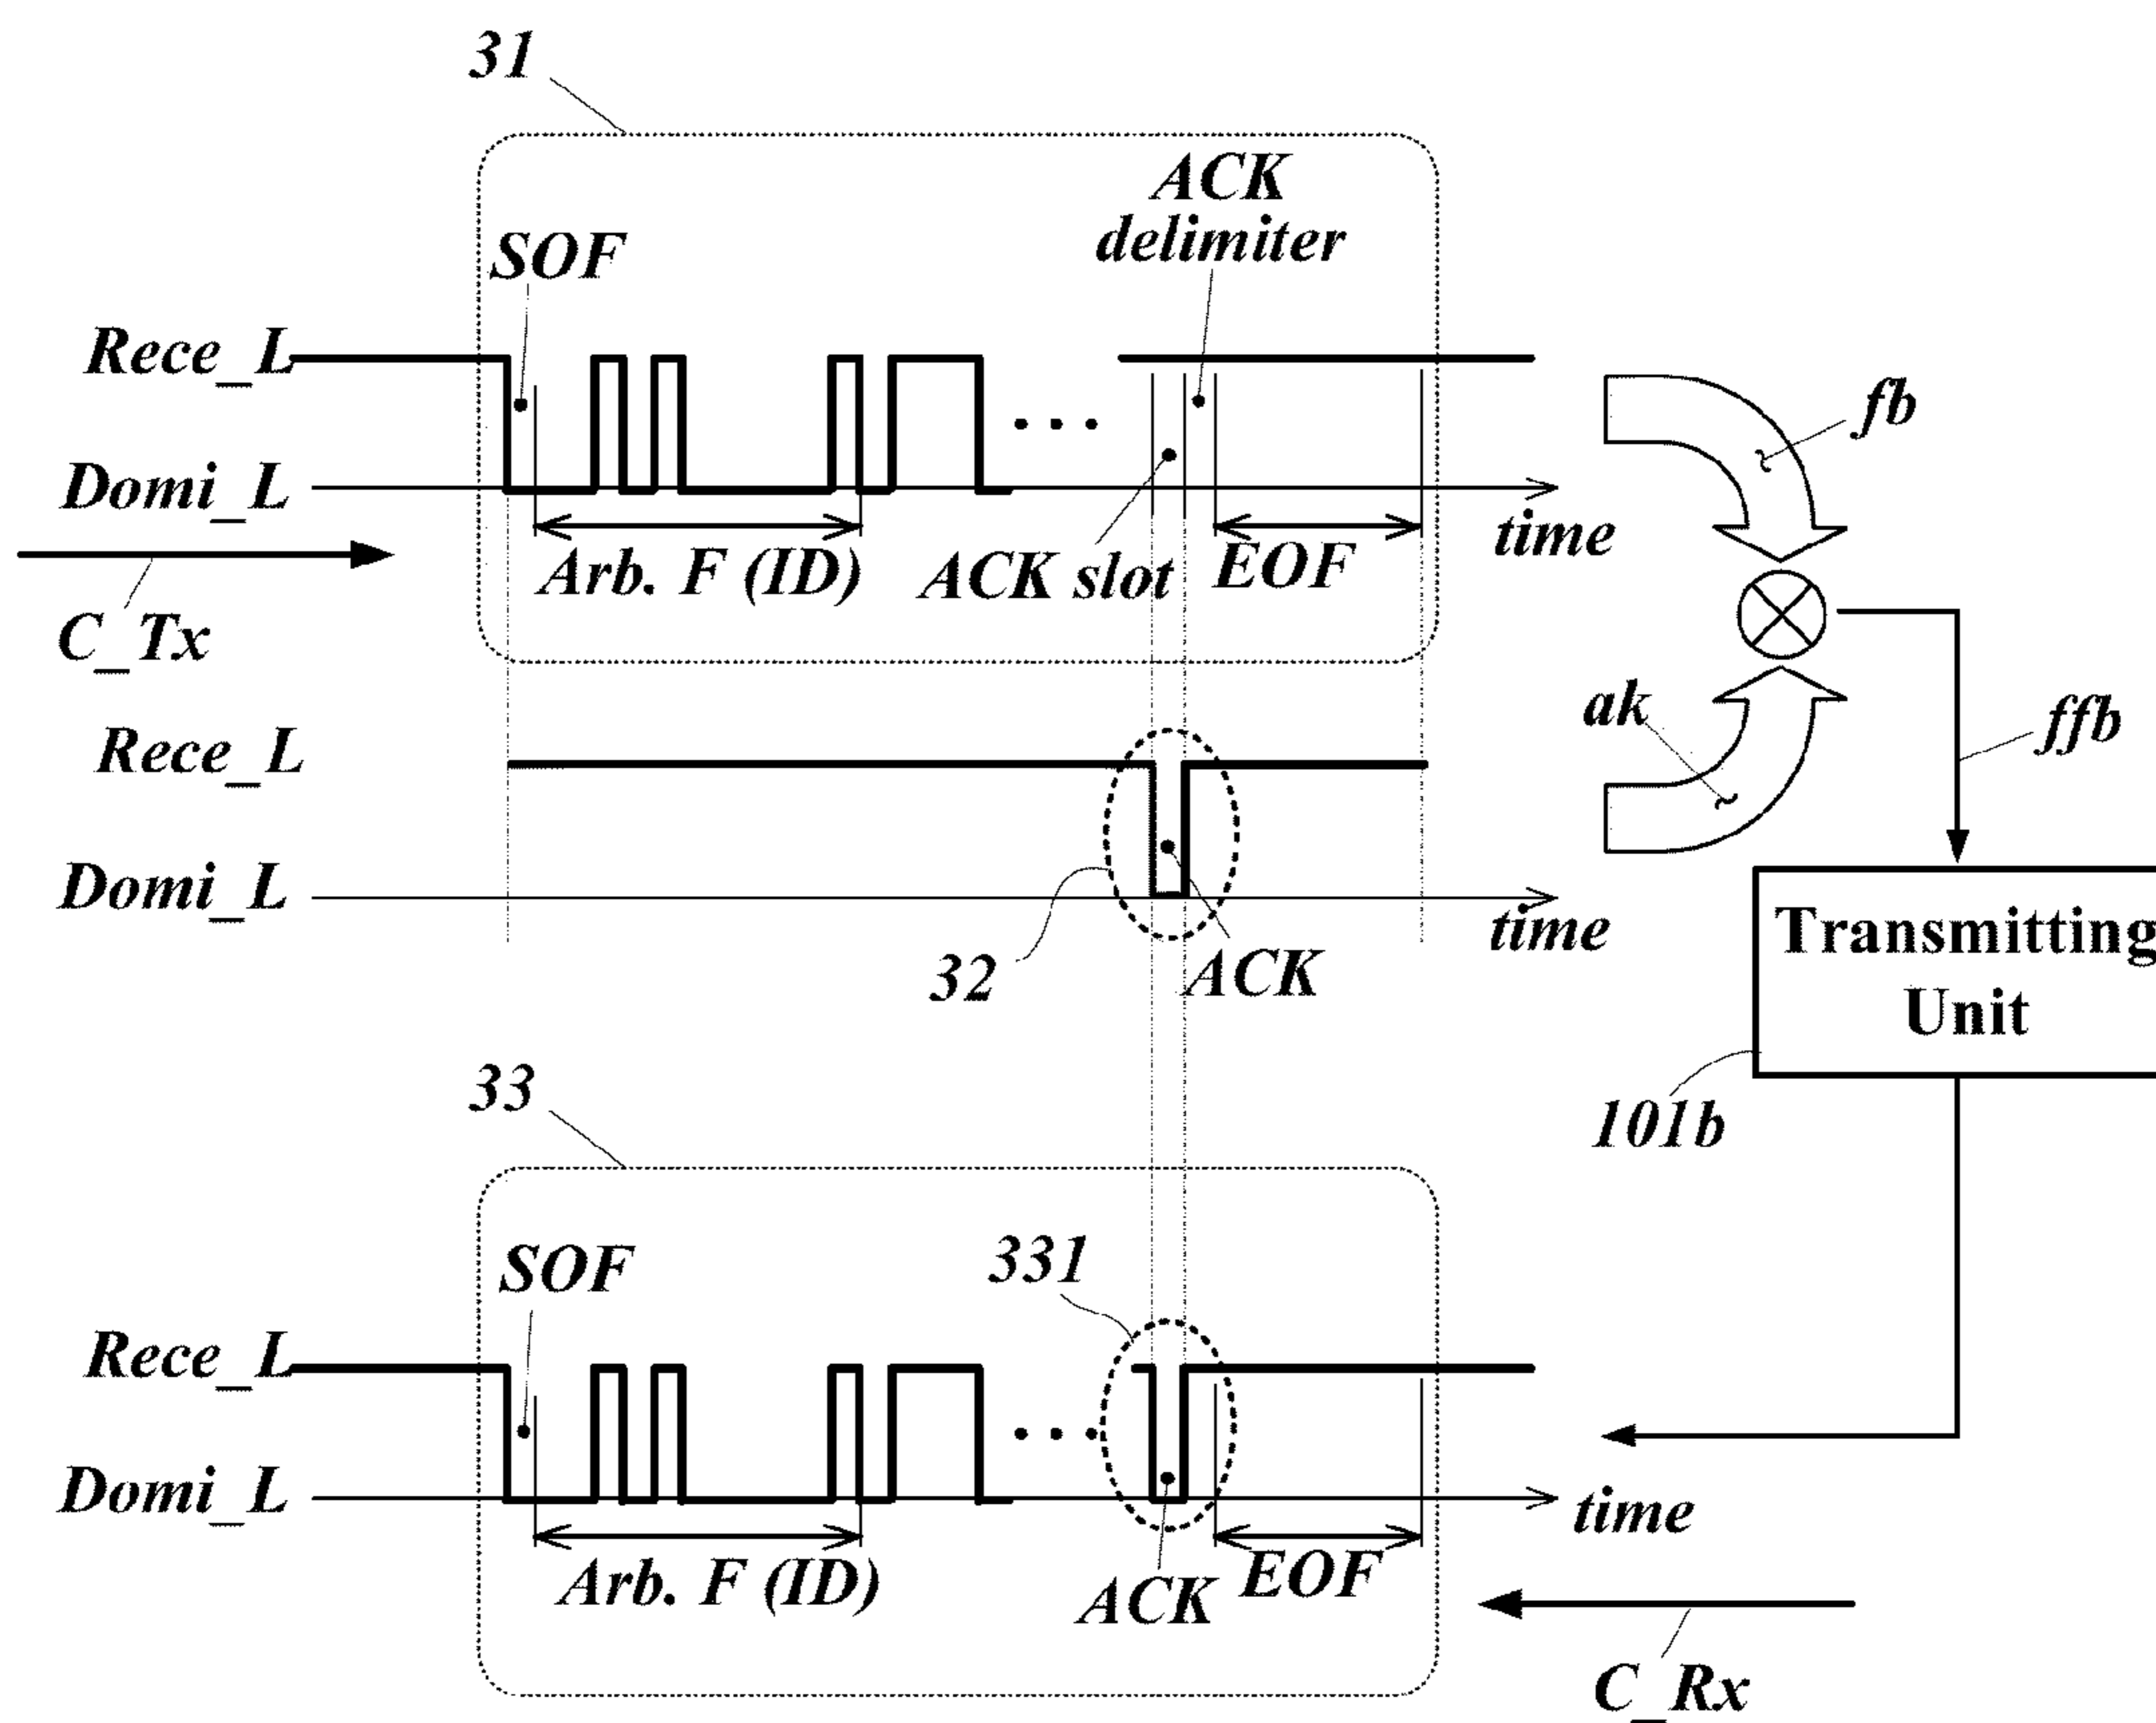 31
ACK
delimiter
SOF
Rece_L
fb
Domi_L
time
Arb. F (ID)
ACK slot
EOF
C_Tx
ak
ffb
Rece_L
Domi_L
time
Transmitting
Unit
32
ACK
33
101b
331
SOF
Rece_L
Domi_L
time
Arb. F (ID)
ACK
EOF
C_Rx